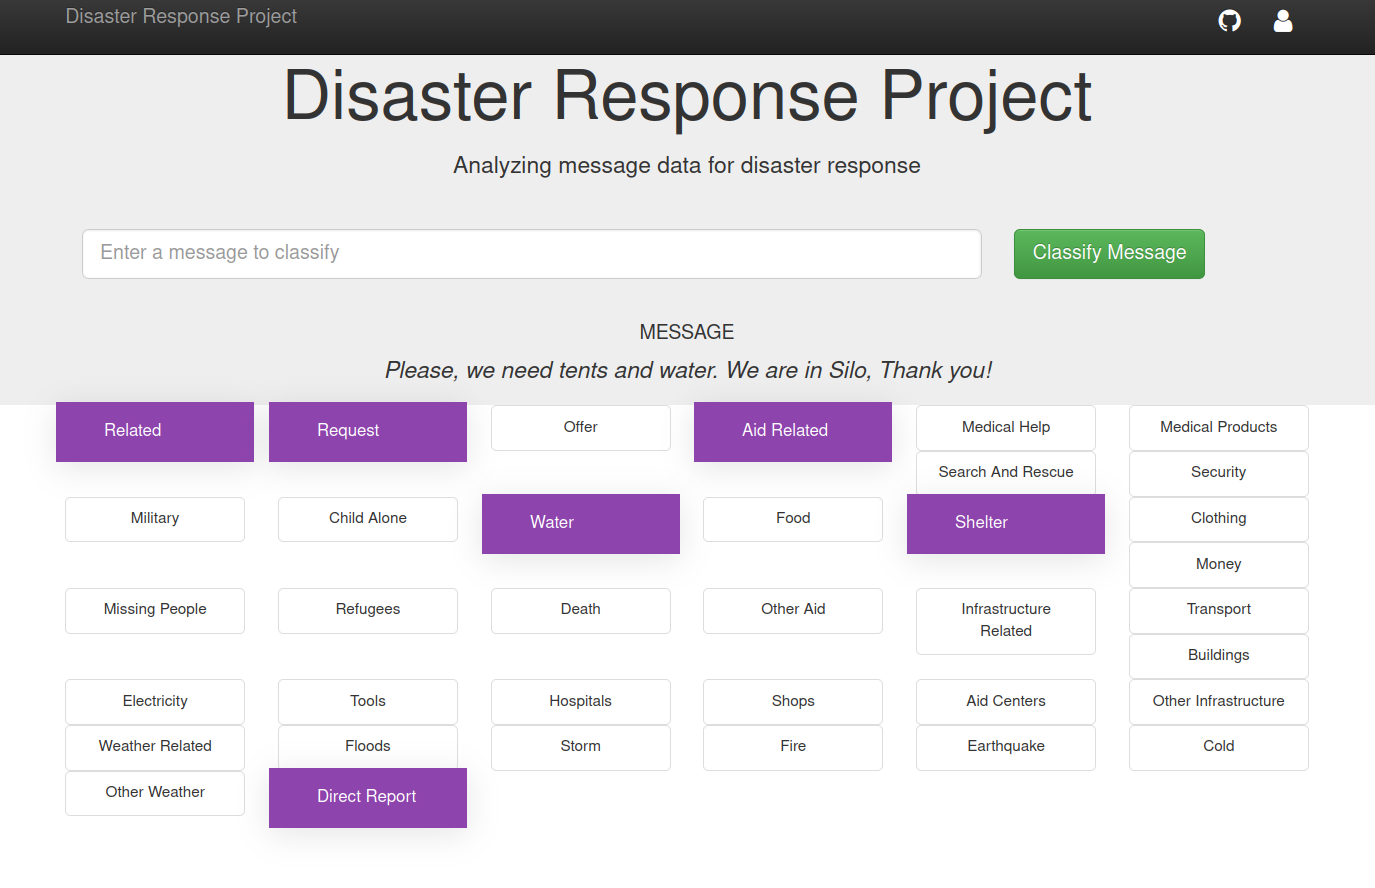 Disaster Response Project
Disaster Response Project
Analyzing message data for disaster response
Enter a message to classify
Classify Message
MESSAGE
Please, we need tents and water. We are in Silo, Thank you!
Related
Request
Offer
Aid Related
Medical Help
Medical Products
Search And Rescue
Security
Military
Child Alone
Water
Food
Shelter
Clothing
Money
Missing People
Refugees
Death
Other Aid
Infrastructure
Related
Transport
Buildings
Electricity
Tools
Hospitals
Shops
Aid Centers
Other Infrastructure
Weather Related
Floods
Storm
Fire
Earthquake
Cold
Other Weather
Direct Report